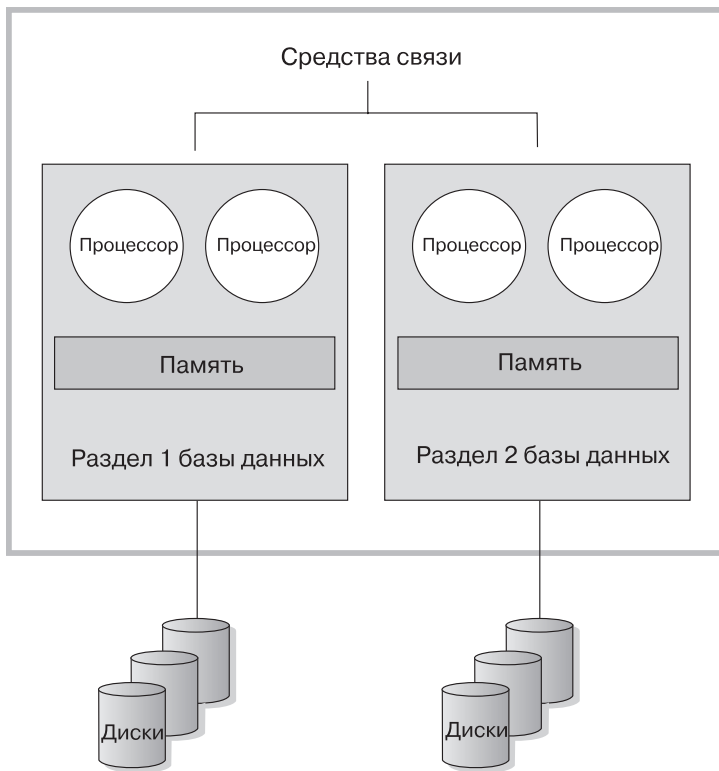 Средства связи
Процессор
Процессор
Память
Раздел 1 базы данных
Процессор
Процессор
Память
Раздел 2 базы данных
Диски
Диски